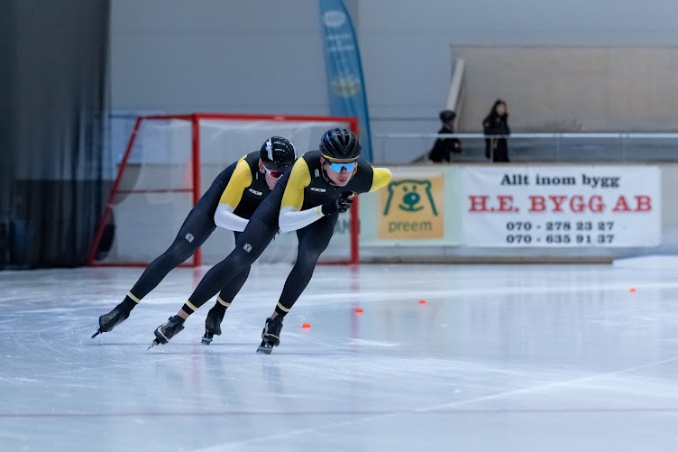 preem
Allt inom bygg
H.E. BYGG AB
070 - 278 23 27
070 - 635 91 37